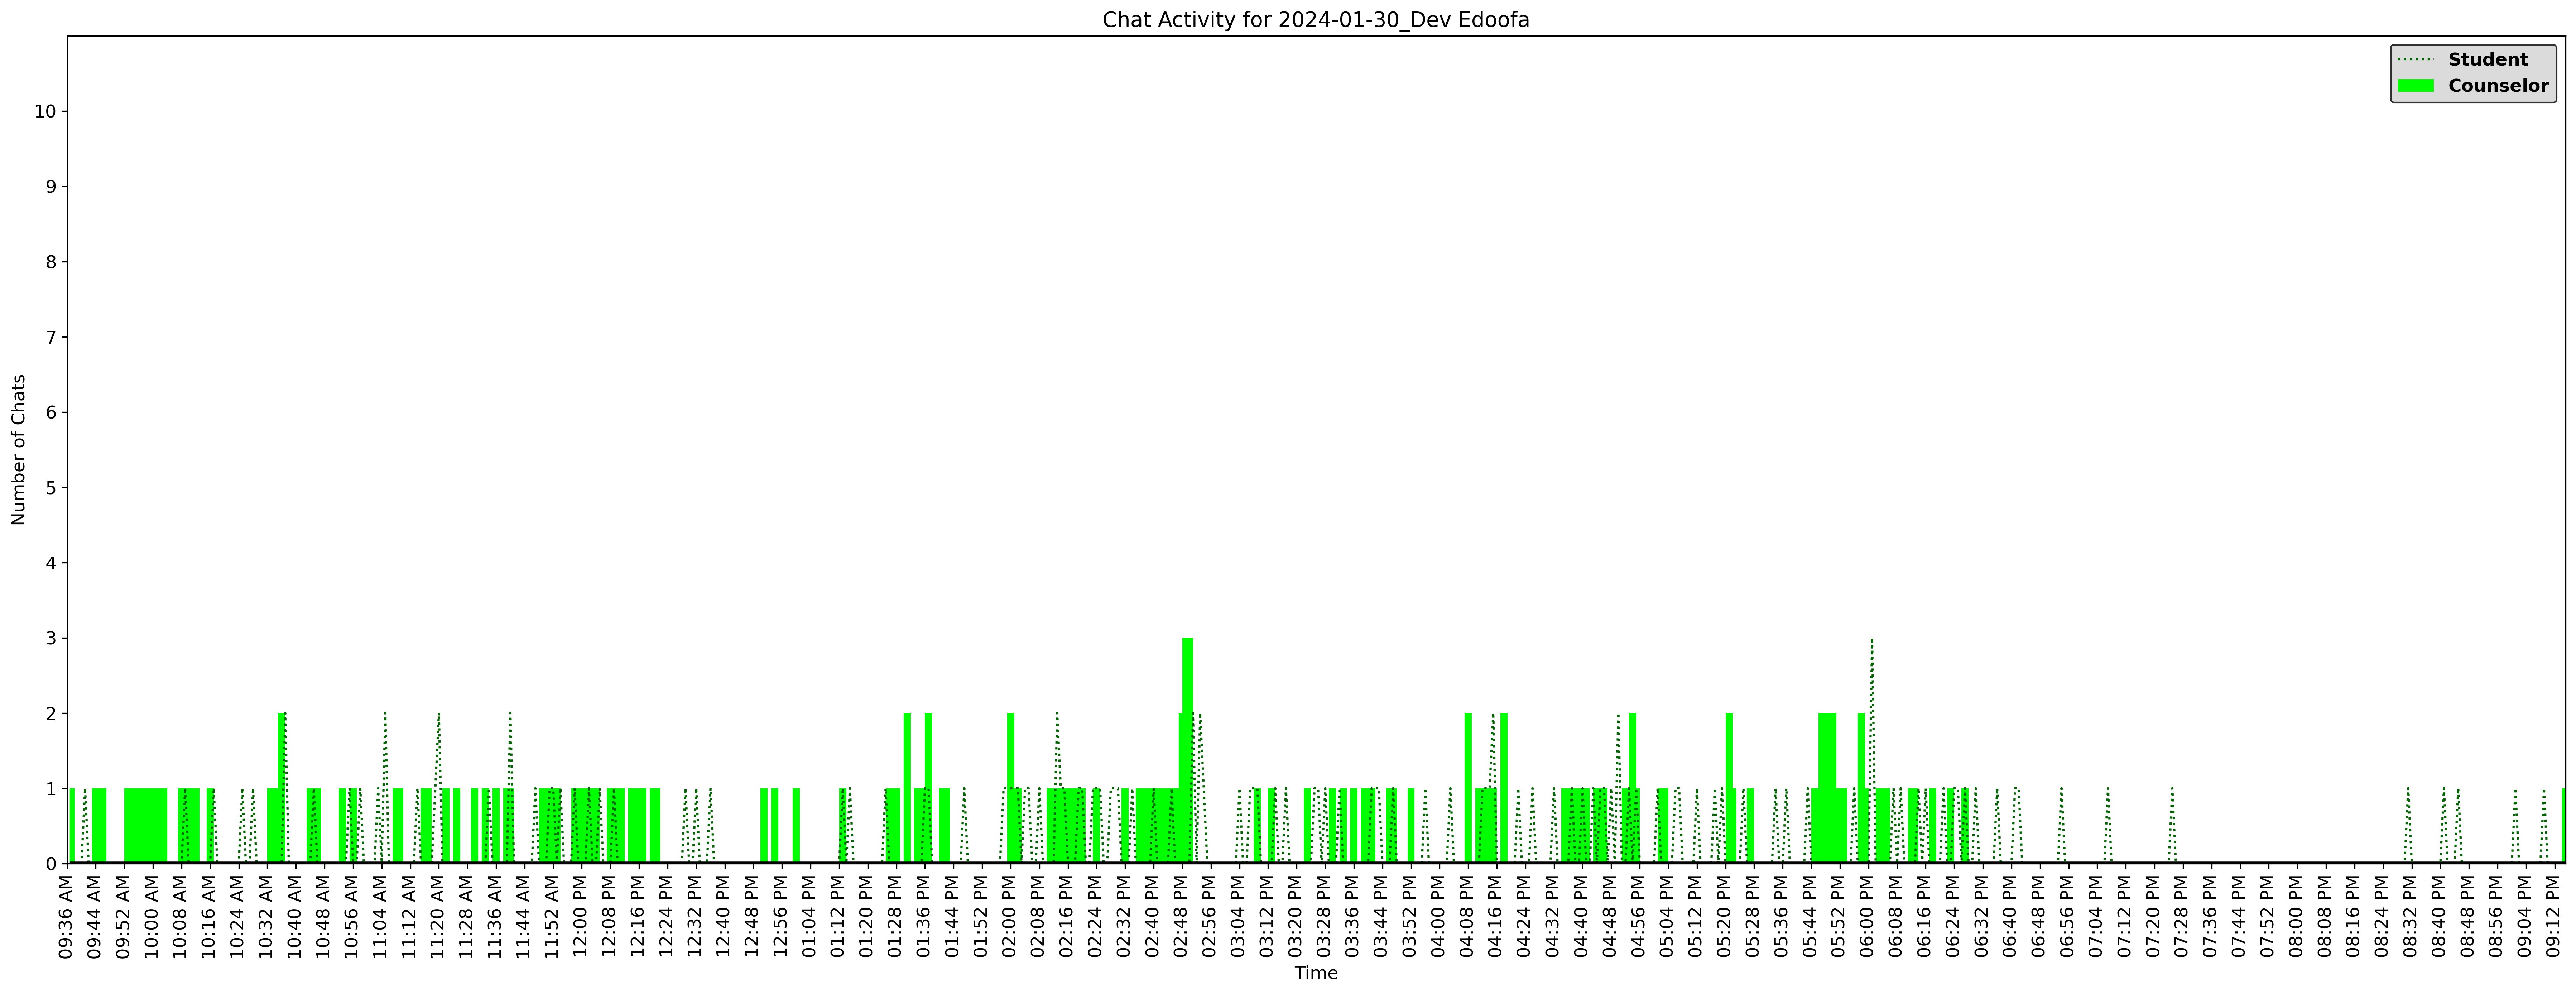 Chat Activity for 2024-01-30_Dev Edoofa
Student
Counselor
Number of Chats
10
9
8
7
6
5
4
3
2
1
0
09:36 AM
09:44 AM
09:52 AM
10:00 AM
10:08 AM
10:16 AM
10:24 AM
10:32 AM
10:40 AM
10:48 AM
10:56 AM
11:04 AM
11:12 AM
11:20 AM
11:28 AM
11:36 AM
11:44 AM
11:52 AM
12:00 PM
12:08 PM
12:16 PM
12:24 PM
12:32 PM
12:40 PM
12:48 PM
12:56 PM
01:04 PM
01:12 PM
01:20 PM
01:28 PM
01:36 PM
01:44 PM
01:52 PM
02:00 PM
02:08 PM
02:16 PM
02:24 PM
02:32 PM
02:40 PM
02:48 PM
02:56 PM
03:04 PM
03:12 PM
03:20 PM
03:28 PM
03:36 PM
03:44 PM
03:52 PM
04:00 PM
04:08 PM
04:16 PM
04:24 PM
04:32 PM
04:40 PM
04:48 PM
04:56 PM
05:04 PM
05:12 PM
05:20 PM
05:28 PM
05:36 PM
05:44 PM
05:52 PM
06:00 PM
06:08 PM
06:16 PM
06:24 PM
06:32 PM
06:40 PM
06:48 PM
06:56 PM
07:04 PM
07:12 PM
07:20 PM
07:28 PM
07:36 PM
07:44 PM
07:52 PM
08:00 PM
08:08 PM
08:16 PM
08:24 PM
08:32 PM
08:40 PM
08:48 PM
08:56 PM
09:04 PM
09:12 PM
Time